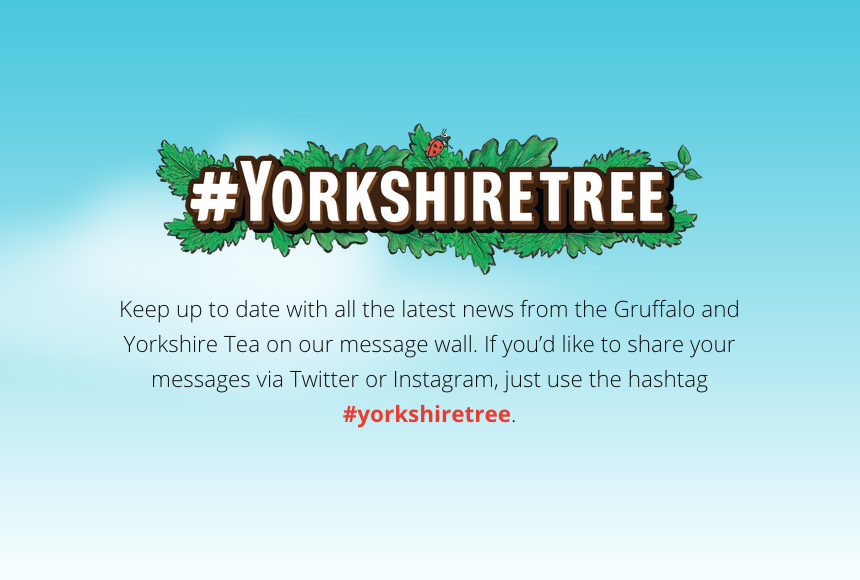 #YORKSHIRETREE
Keep up to date with all the latest news from the Gruffalo and
Yorkshire Tea on our message wall. If you’d like to share your
messages via Twitter or Instagram, just use the hashtag
#yorkshiretree.